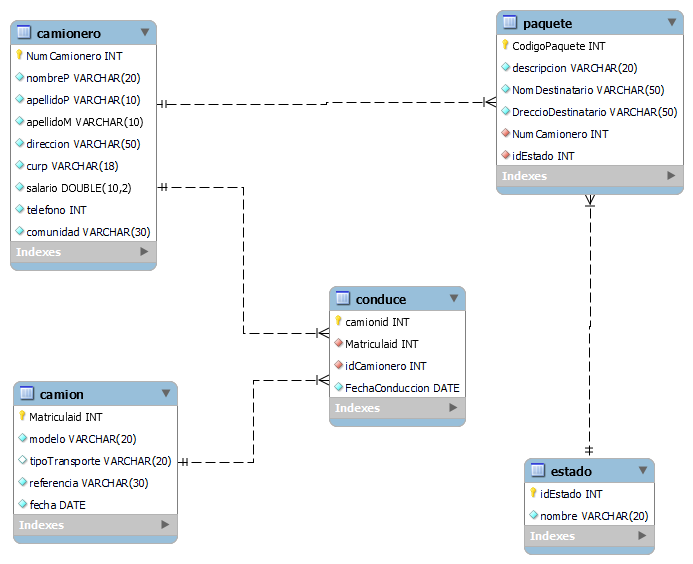 camionero
NumCamionero INT
nombreP VARCHAR(20)
apellidoP VARCHAR(10)
apellidoM VARCHAR(10)
direccion VARCHAR(50)
curp VARCHAR(18)
salario DOUBLE(10,2)
telefono INT
comunidad VARCHAR(30)
Indexes
paquete
CodigoPaquete INT
descripcion VARCHAR(20)
NomDestinatario VARCHAR(50)
DreccioDestinatario VARCHAR(50)
NumCamionero INT
idEstado INT
Indexes
conduce
camionid INT
Matriculaid INT
idCamionero INT
FechaConduccion DATE
Indexes
camion
Matriculaid INT
modelo VARCHAR(20)
tipoTransporte VARCHAR(20)
referencia VARCHAR(30)
fecha DATE
Indexes
estado
idEstado INT
nombre VARCHAR(20)
Indexes